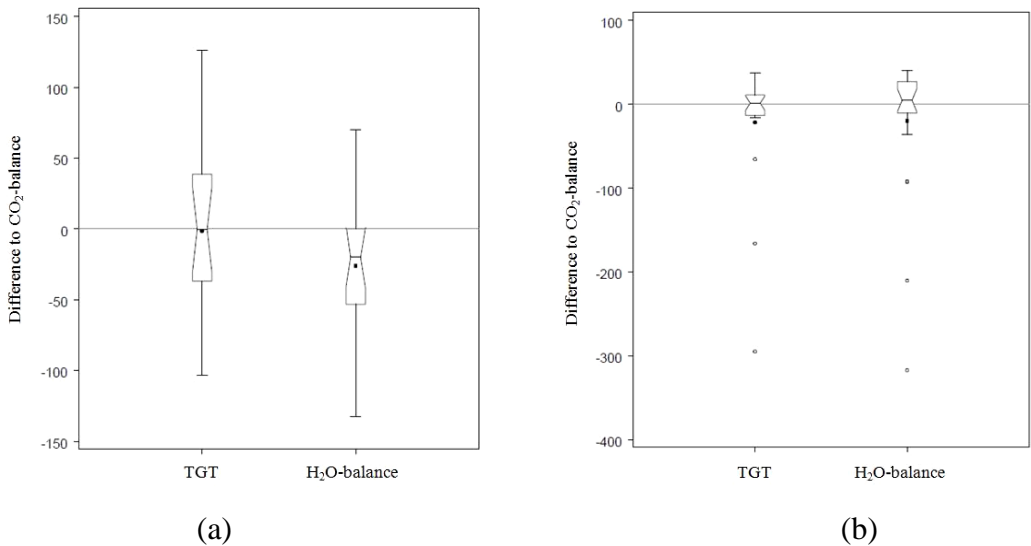 150
100
50
0
-50
-100
-150
Difference to CO₂-balance
TGT
H₂O-balance
(a)
100
0
-100
-200
-300
-400
Difference to CO₂-balance
TGT
H₂O-balance
(b)